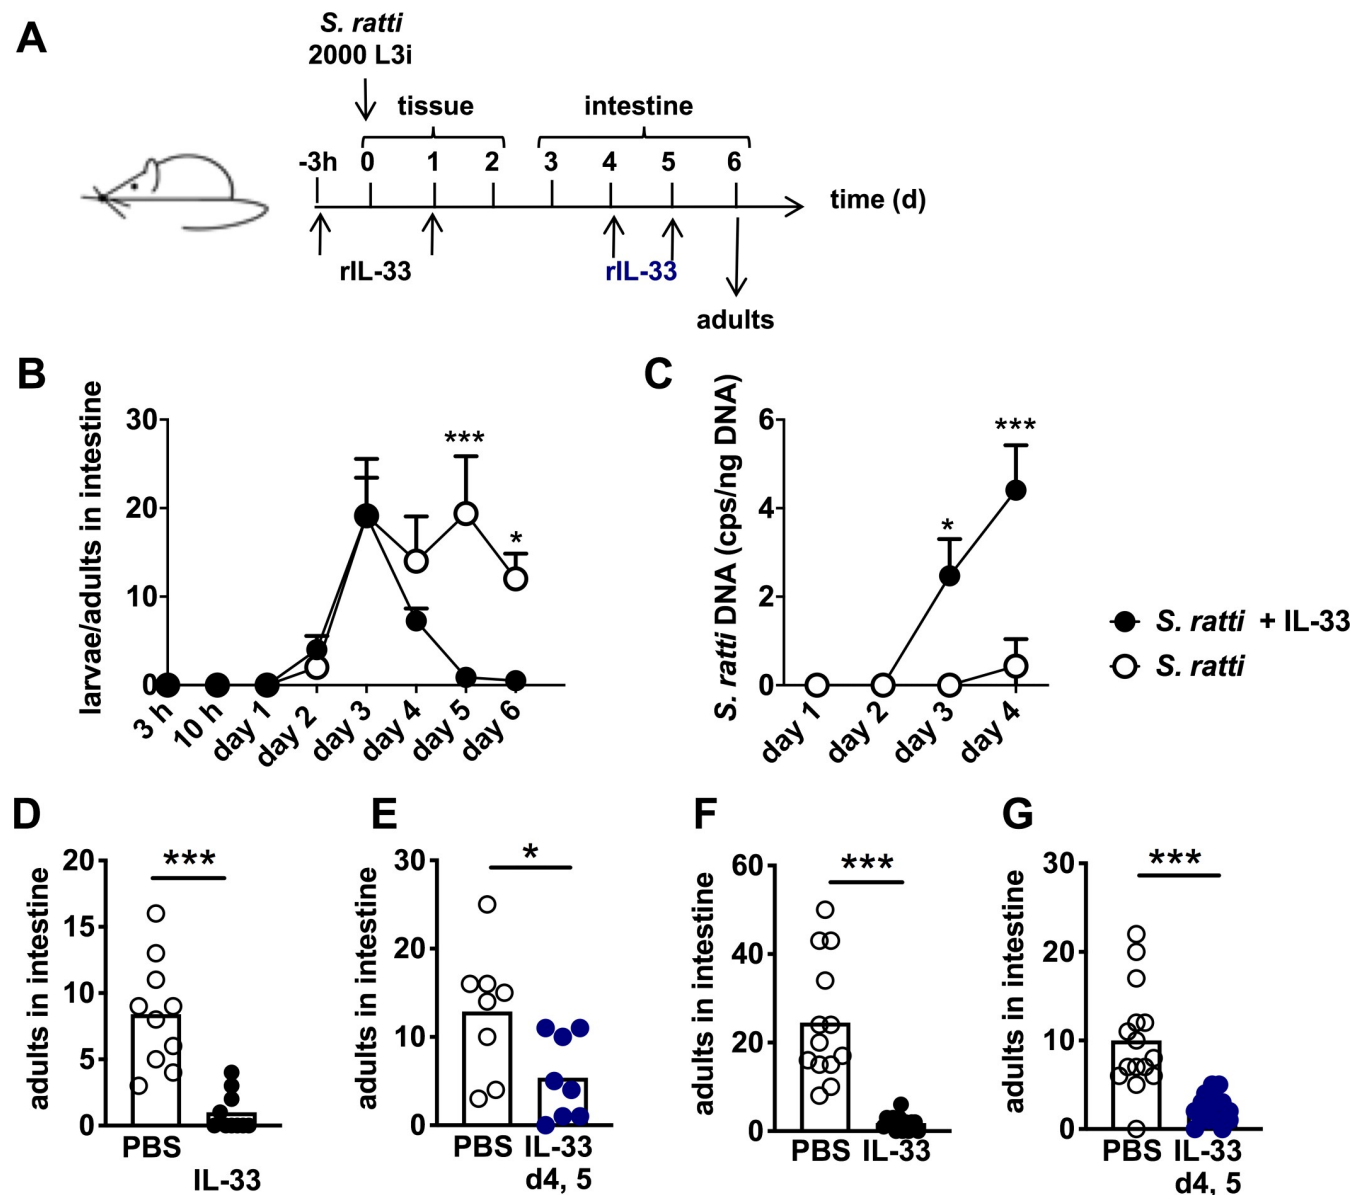 A
S. ratti
2000 L3i
tissue
intestine
-3h 0 1 2 3 4 5 6
time (d)
rIL-33
rIL-33
adults
B
larvae/adults in intestine
30
20
10
0
***
*
3 h
10 h
day 1
day 2
day 3
day 4
day 5
day 6
C
S. ratti DNA (cps/ng DNA)
6
4
2
0
*
***
day 1
day 2
day 3
day 4
S. ratti + IL-33
S. ratti
D
adults in intestine
20
15
10
5
0
***
PBS
IL-33
E
adults in intestine
30
20
10
0
*
PBS IL-33
d4, 5
F
adults in intestine
60
40
20
0
***
PBS IL-33
G
adults in intestine
30
20
10
0
***
PBS IL-33
d4, 5